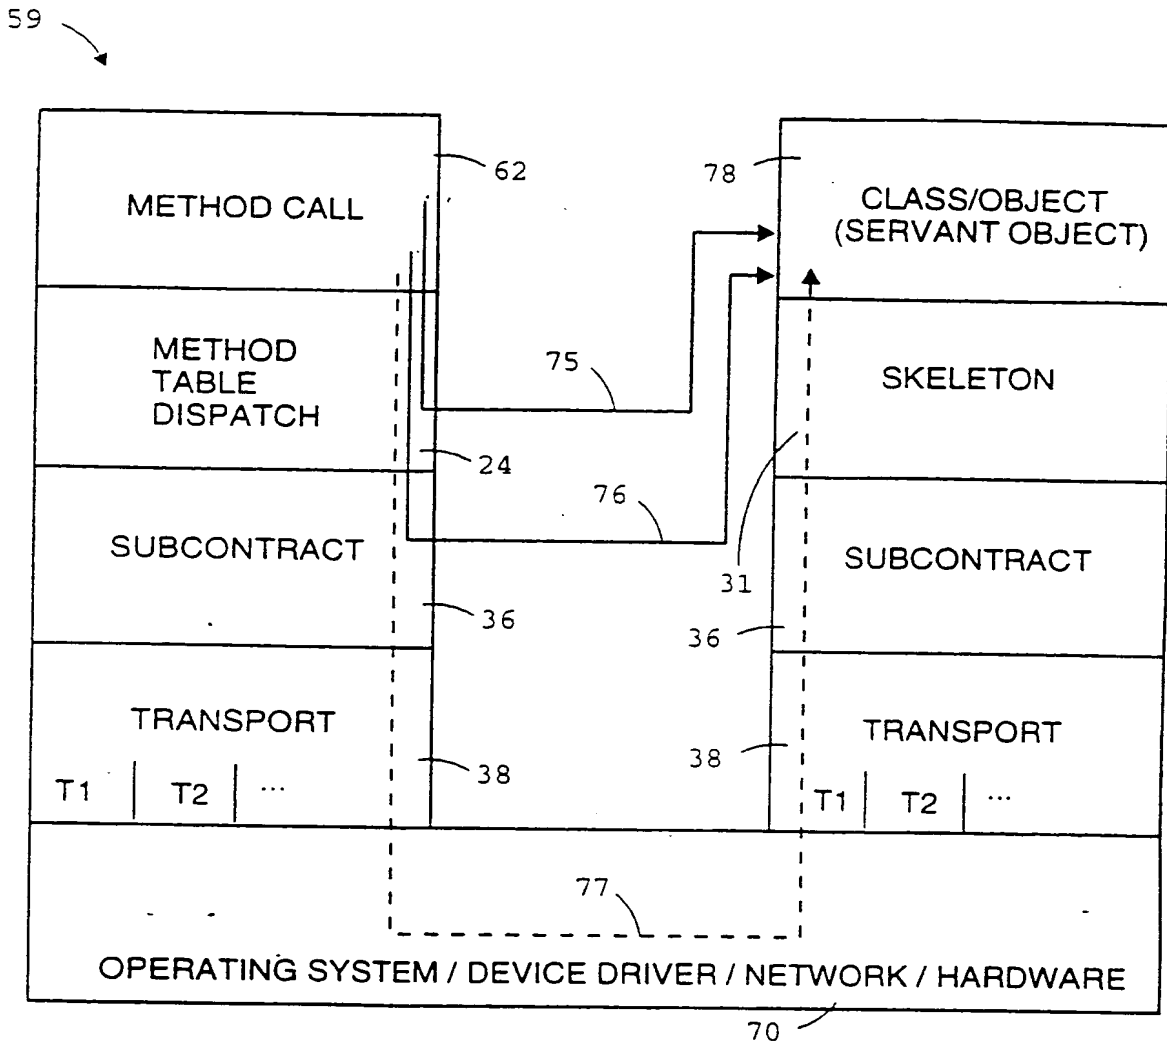 59
62
METHOD CALL
78
CLASS/OBJECT
(SERVANT OBJECT)
METHOD
TABLE
DISPATCH
75
SKELETON
24
76
SUBCONTRACT
31
SUBCONTRACT
36
36
TRANSPORT
TRANSPORT
38
38
T1
T2
...
T1
T2
...
77
OPERATING SYSTEM / DEVICE DRIVER / NETWORK / HARDWARE
70